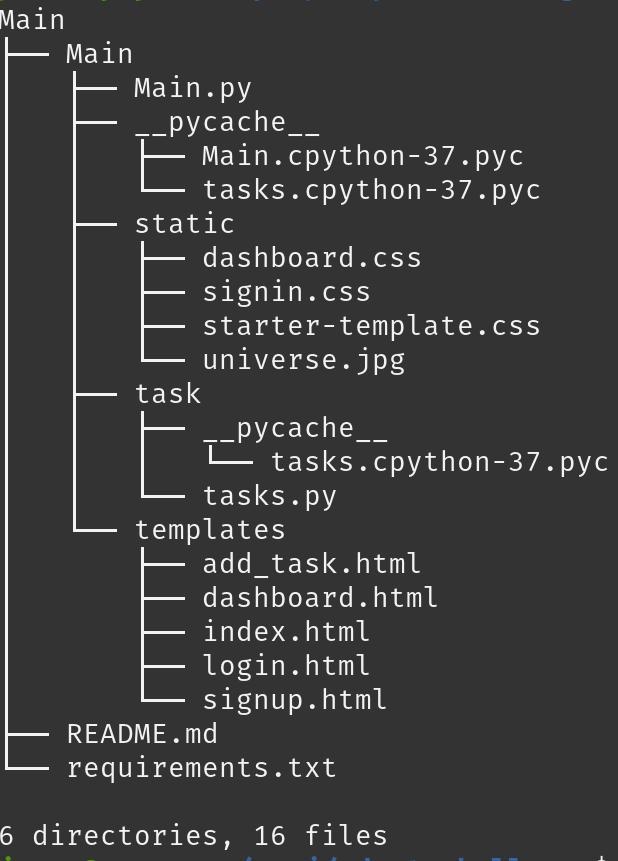 Main
├── Main
│   ├── Main.py
│   ├── __pycache__
│   │   ├── Main.cpython-37.pyc
│   │   └── tasks.cpython-37.pyc
│   ├── static
│   │   ├── dashboard.css
│   │   ├── signin.css
│   │   ├── starter-template.css
│   │   └── universe.jpg
│   ├── task
│   │   ├── __pycache__
│   │   │   └── tasks.cpython-37.pyc
│   │   └── tasks.py
│   └── templates
│       ├── add_task.html
│       ├── dashboard.html
│       ├── index.html
│       ├── login.html
│       └── signup.html
├── README.md
└── requirements.txt
6 directories, 16 files